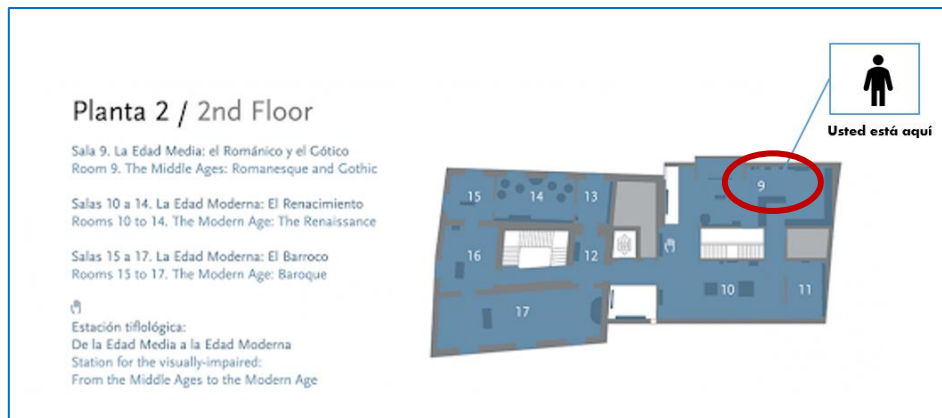 Usted está aquí
Planta 2 / 2nd Floor
Sala 9. La Edad Media: el Románico y el Gótico
Room 9. The Middle Ages: Romanesque and Gothic
Salas 10 a 14. La Edad Moderna: El Renacimiento
Rooms 10 to 14. The Modern Age: The Renaissance
Salas 15 a 17. La Edad Moderna: El Barroco
Rooms 15 to 17. The Modern Age: Baroque
Estación tiflológica:
De la Edad Media a la Edad Moderna
Station for the visually-impaired:
From the Middle Ages to the Modern Age
15
14
13
9
16
12
10
11
17